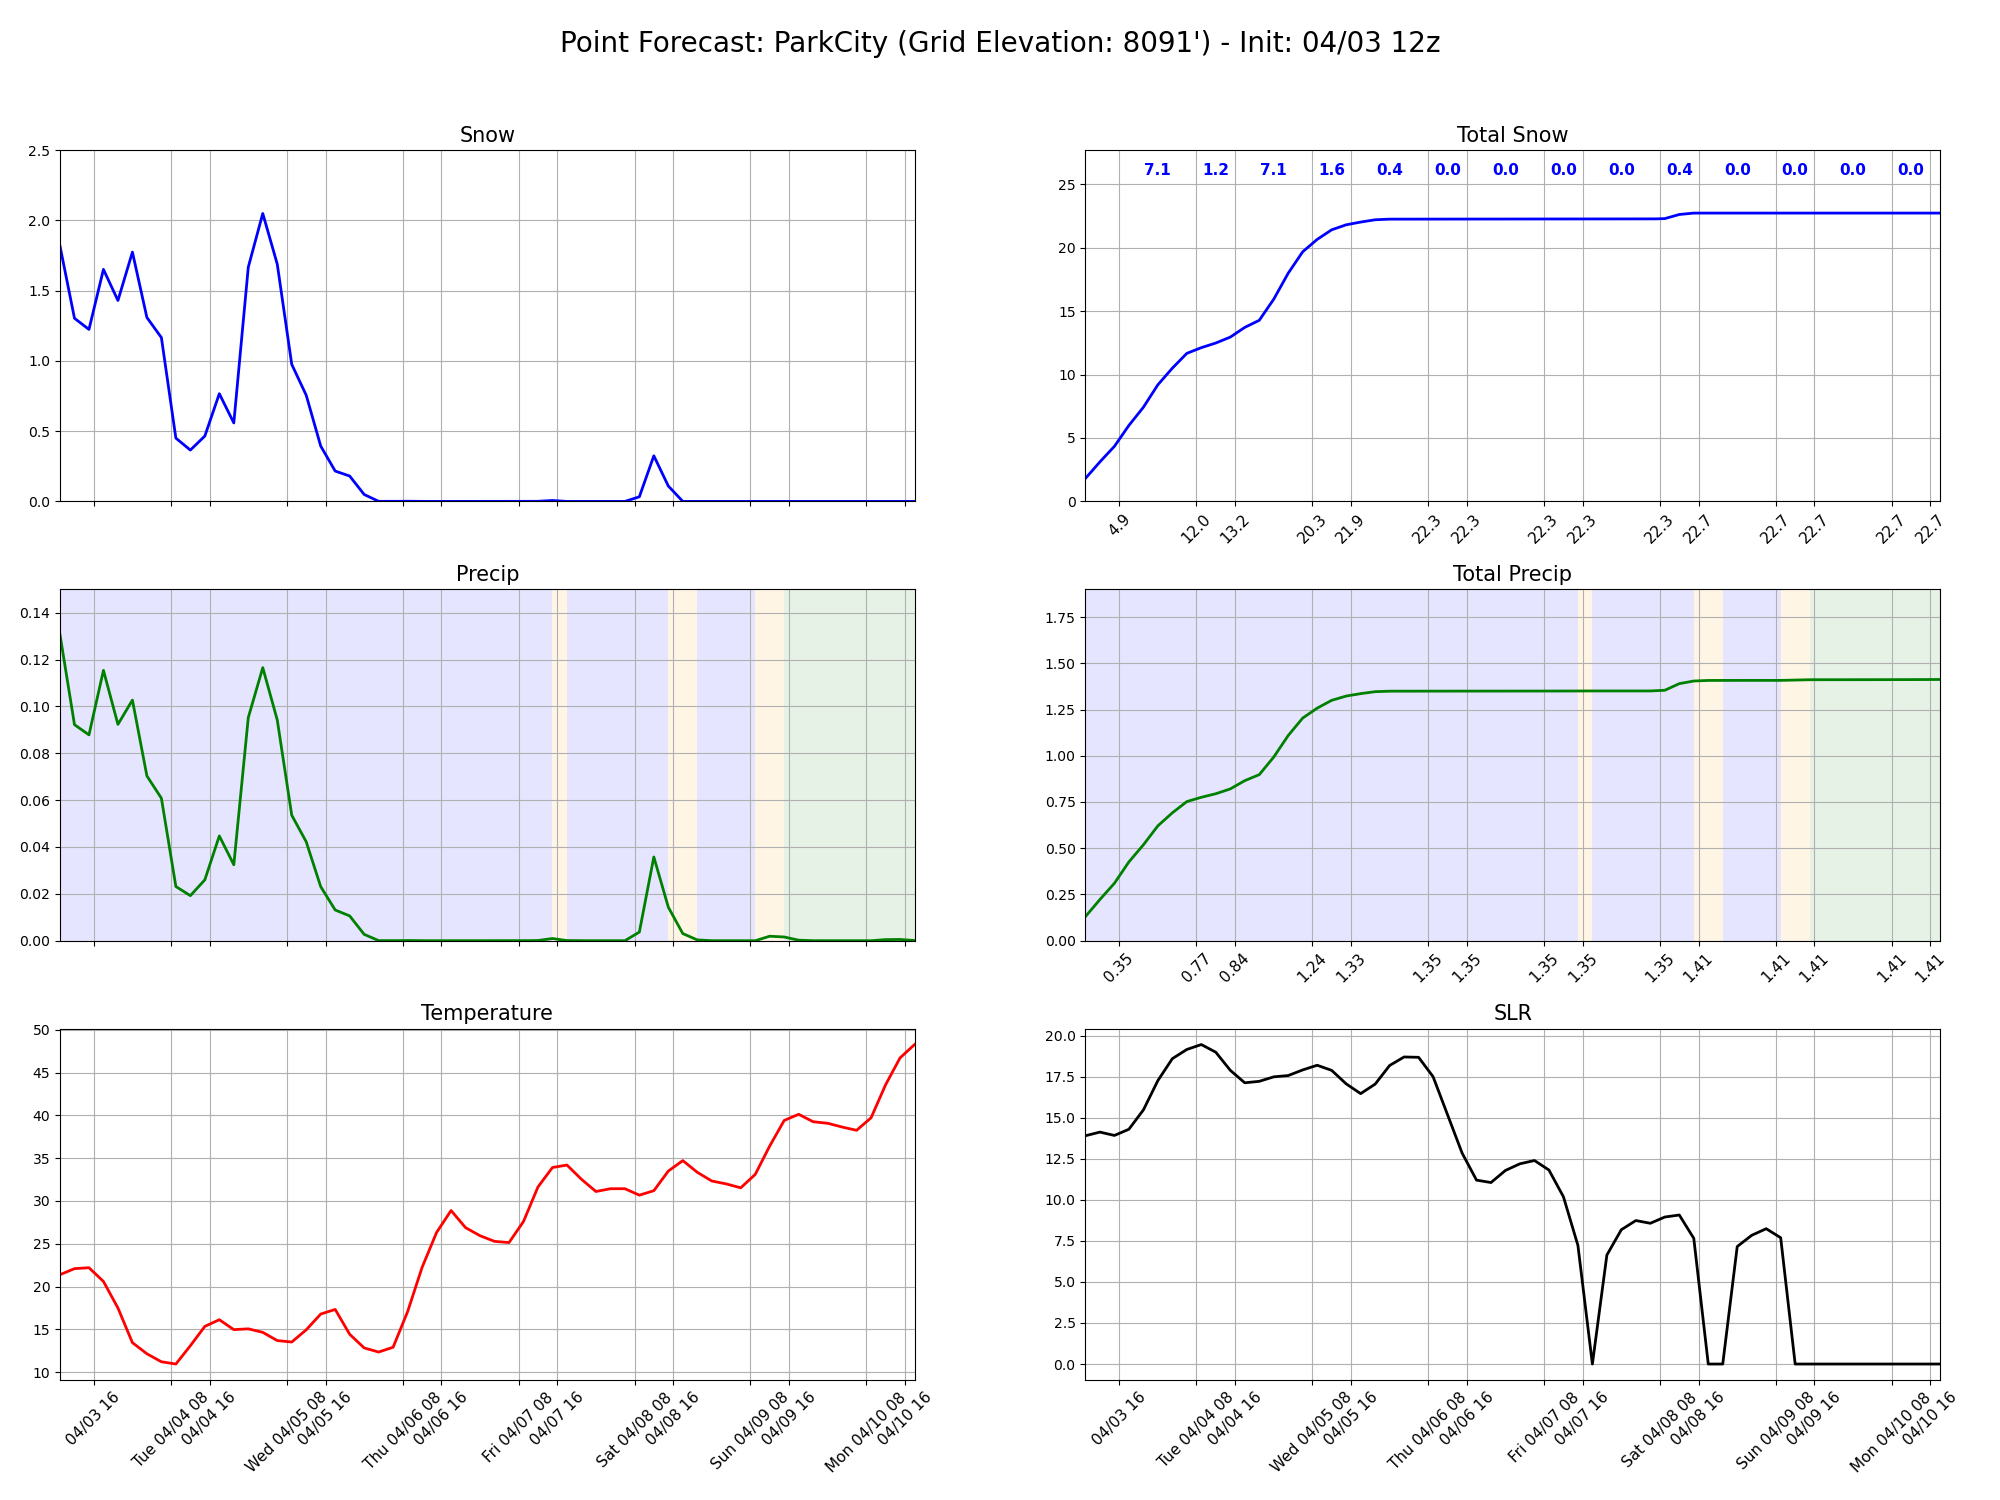 Point Forecast: ParkCity (Grid Elevation: 8091') - Init: 04/03 12z
Snow
2.5
2.0
1.5
1.0
0.5
0.0
Total Snow
7.1 1.2 7.1 1.6 0.4 0.0 0.0 0.0 0.0 0.4 0.0 0.0 0.0 0.0
25
20
15
10
5
0
4.9 12.0 13.2 20.3 21.9 22.3 22.3 22.3 22.3 22.3 22.7 22.7 22.7 22.7 22.7
Precip
0.14
0.12
0.10
0.08
0.06
0.04
0.02
0.00
Total Precip
1.75
1.50
1.25
1.00
0.75
0.50
0.25
0.00
0.35 0.77 0.84 1.24 1.33 1.35 1.35 1.35 1.35 1.35 1.41 1.41 1.41 1.41 1.41
Temperature
50
45
40
35
30
25
20
15
10
04/03 16
Tue 04/04 08
04/04 16
Wed 04/05 08
04/05 16
Thu 04/06 08
04/06 16
Fri 04/07 08
04/07 16
Sat 04/08 08
04/08 16
Sun 04/09 08
04/09 16
Mon 04/10 08
04/10 16
SLR
20.0
17.5
15.0
12.5
10.0
7.5
5.0
2.5
0.0
04/03 16
Tue 04/04 08
04/04 16
Wed 04/05 08
04/05 16
Thu 04/06 08
04/06 16
Fri 04/07 08
04/07 16
Sat 04/08 08
04/08 16
Sun 04/09 08
04/09 16
Mon 04/10 08
04/10 16